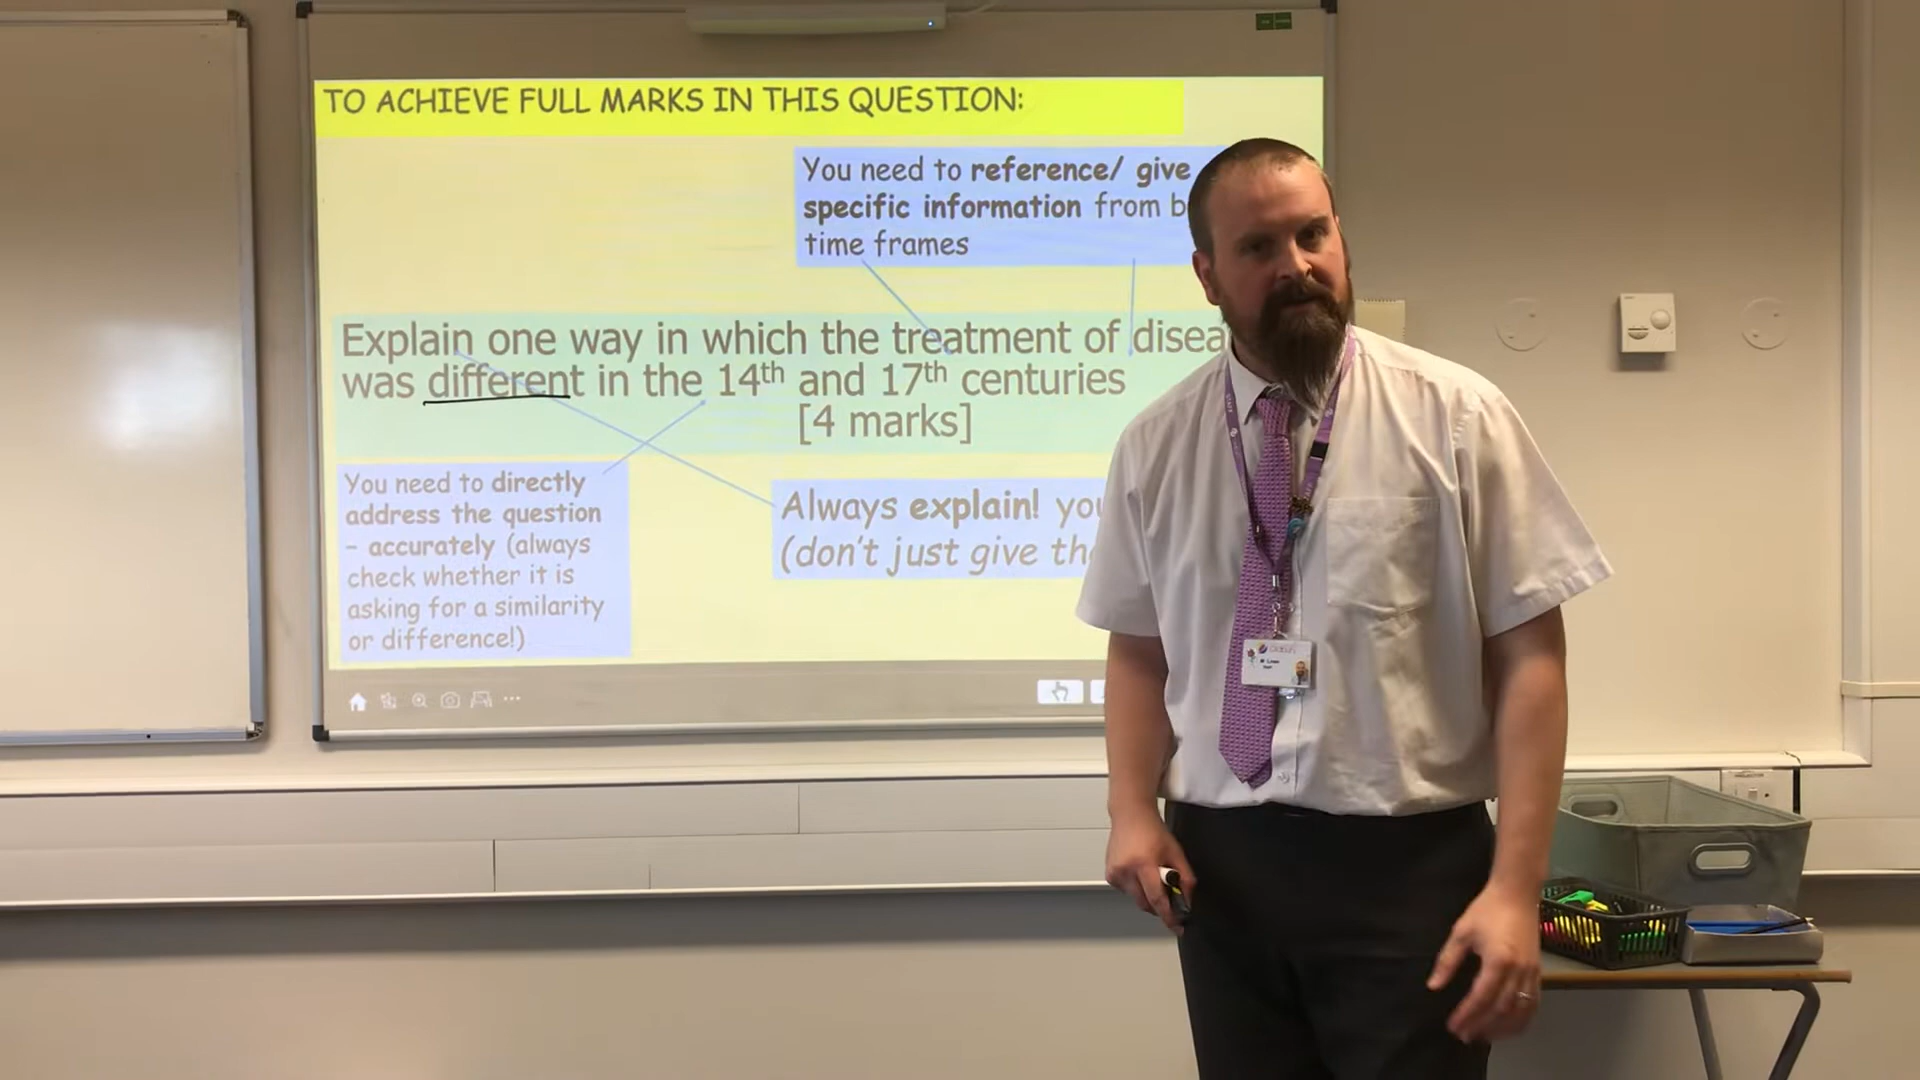 TO ACHIEVE FULL MARKS IN THIS QUESTION:
You need to reference/ give
specific information from b
time frames
Explain one way in which the treatment of disea
was different in the 14th and 17th centuries
[4 marks]
You need to directly
address the question
– accurately (always
check whether it is
asking for a similarity
or difference!)
Always explain! you
(don't just give the